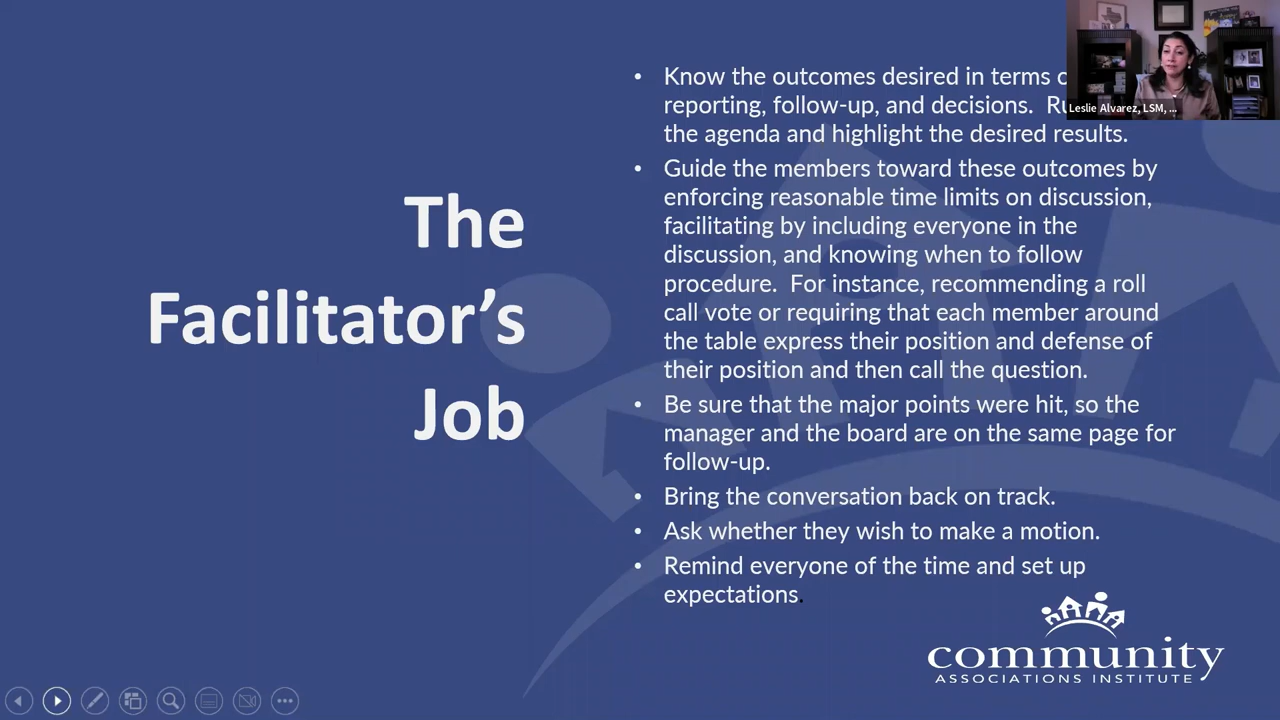 The
Facilitator's
Job
• Know the outcomes desired in terms
reporting, follow-up, and decisions.
the agenda and highlight the desired results.
• Guide the members toward these outcomes by
enforcing reasonable time limits on discussion,
facilitating by including everyone in the
discussion, and knowing when to follow
procedure. For instance, recommending a roll
call vote or requiring that each member around
the table express their position and defense of
their position and then call the question.
• Be sure that the major points were hit, so the
manager and the board are on the same page for
follow-up.
• Bring the conversation back on track.
• Ask whether they wish to make a motion.
• Remind everyone of the time and set up
expectations.
Leslie Alvarez, LSM, ...
community
ASSOCIATIONS INSTITUTE